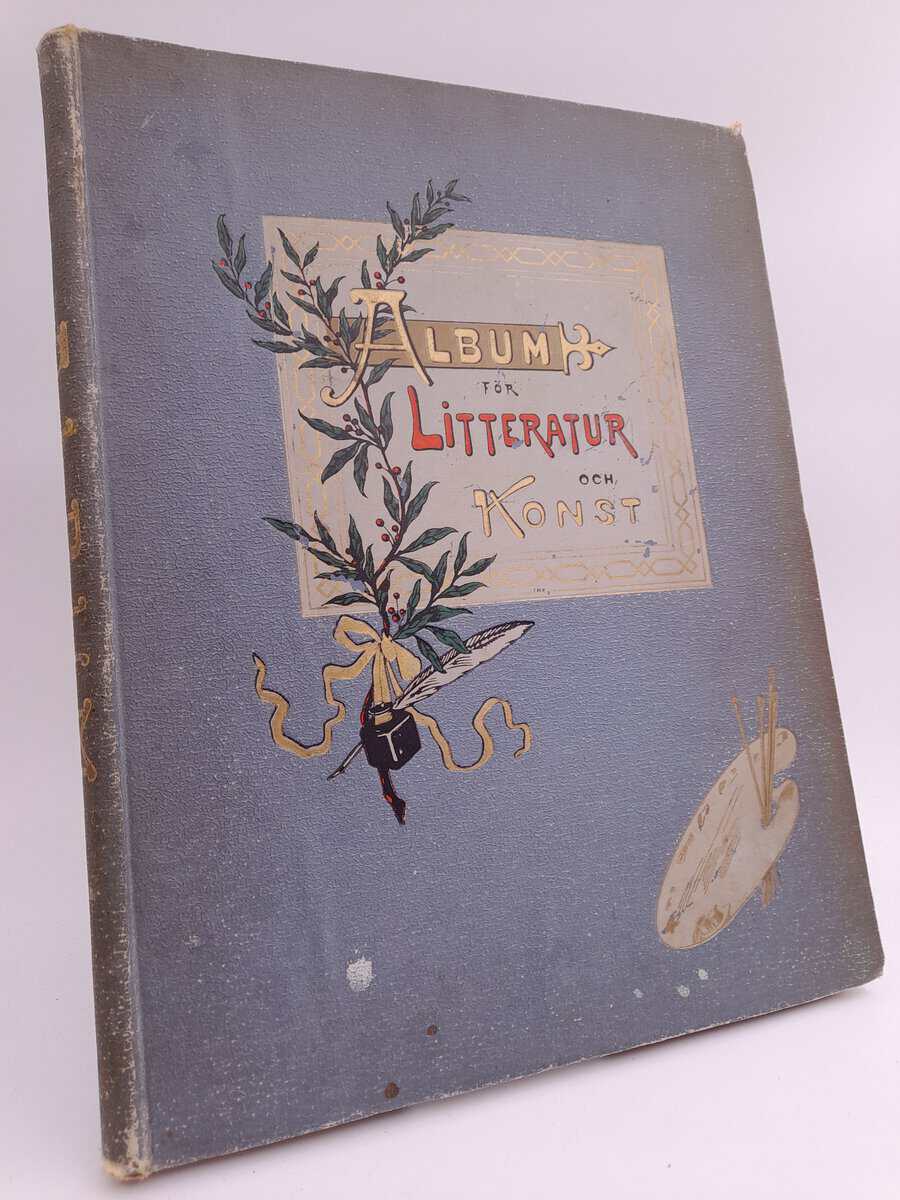 ALBUM
FÖR
LITTERATUR
OCH
KONST